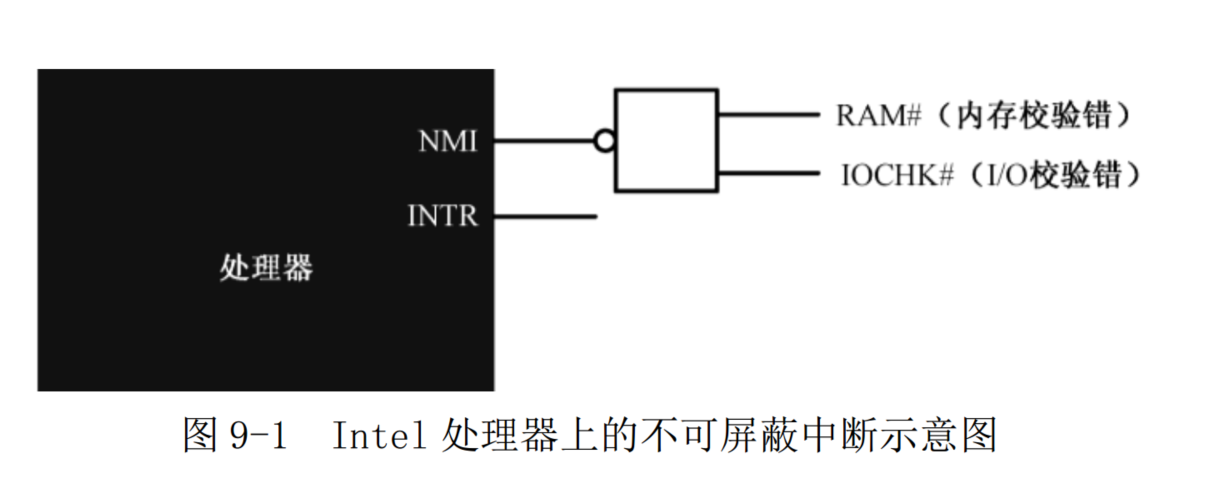 NMI
INTR
处理器
RAM#（内存校验错）
IOCHK#（I/O校验错）
图 9-1 Intel 处理器上的不可屏蔽中断示意图